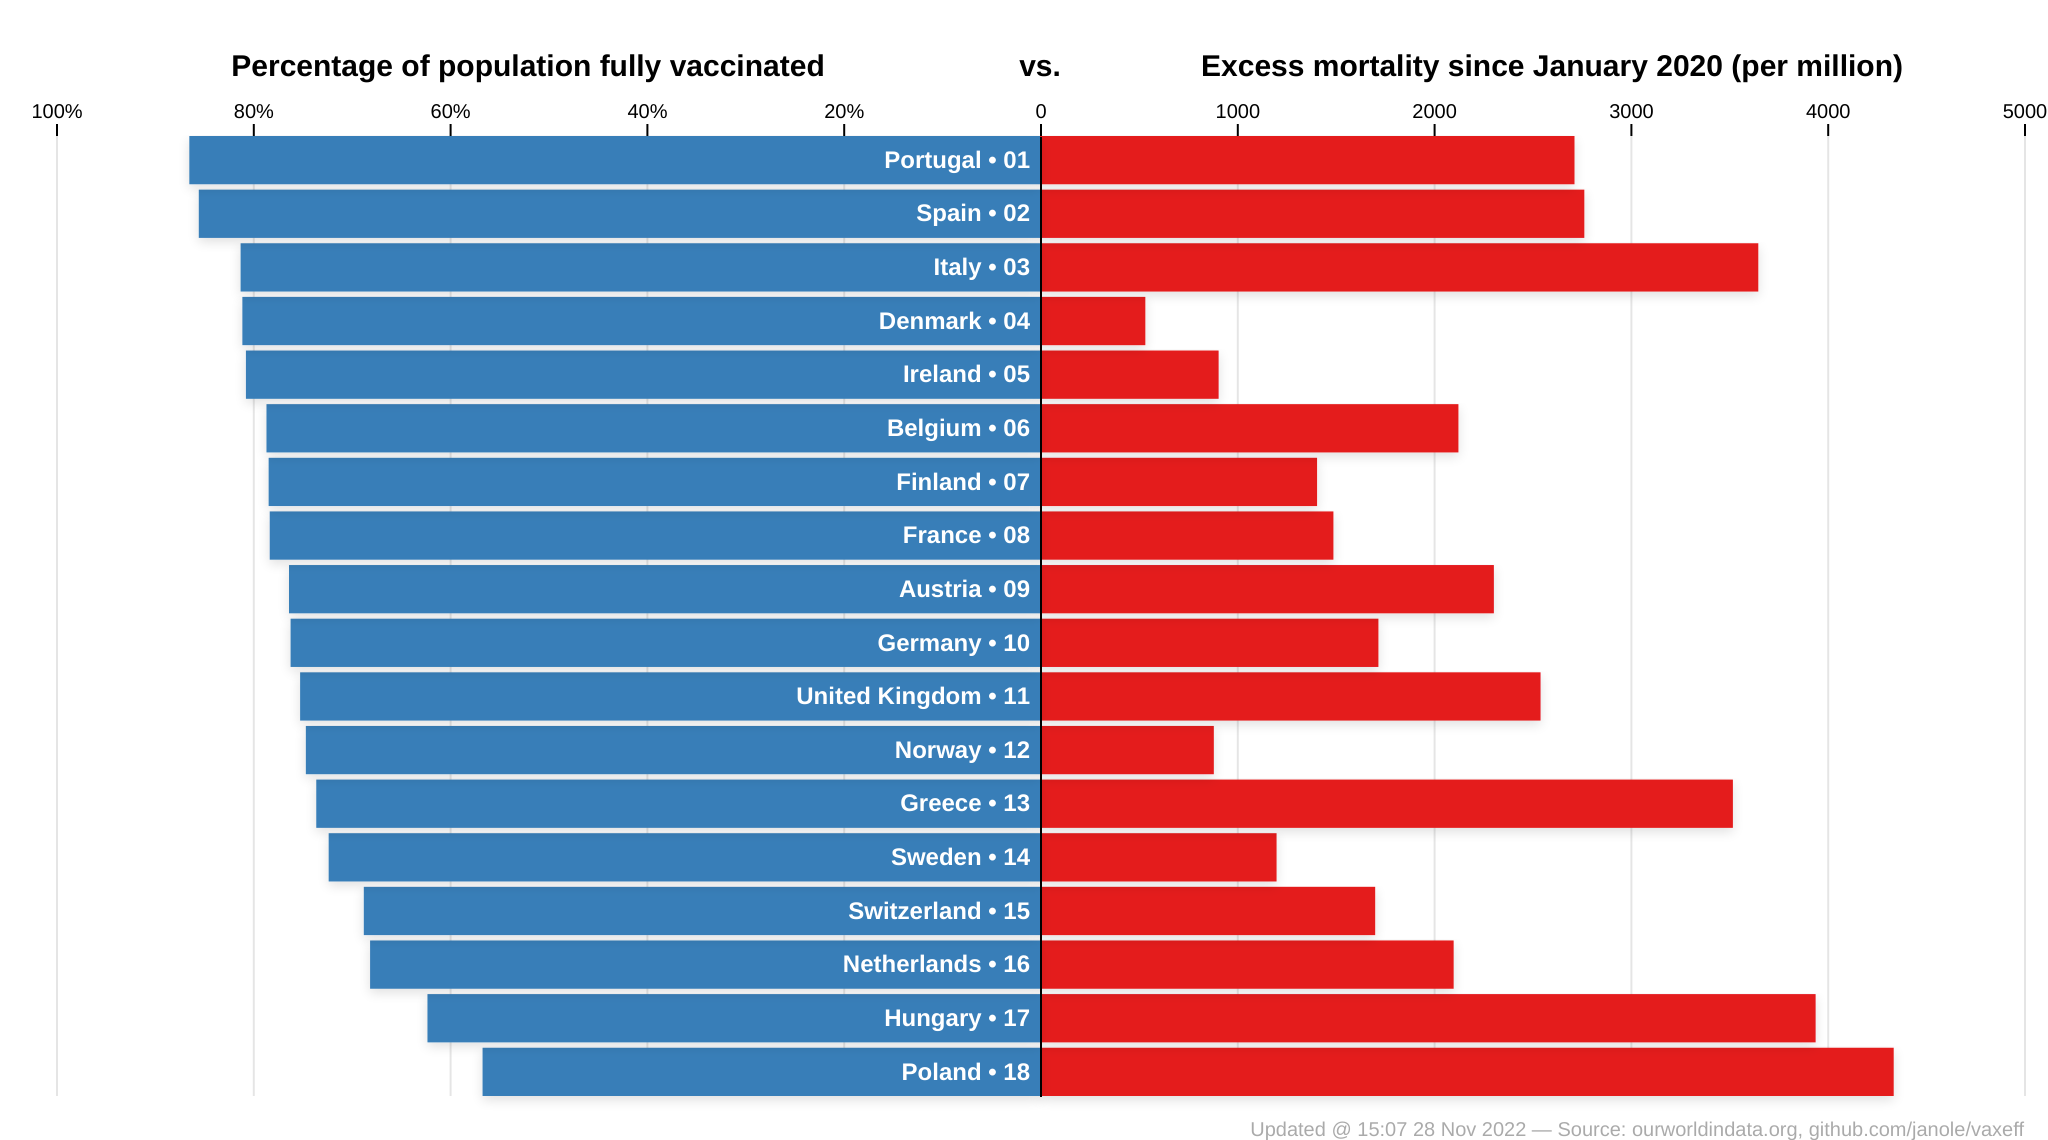 Percentage of population fully vaccinated vs. Excess mortality since January 2020 (per million)
100% 80% 60% 40% 20% 0 1000 2000 3000 4000 5000
Portugal • 01
Spain • 02
Italy • 03
Denmark • 04
Ireland • 05
Belgium • 06
Finland • 07
France • 08
Austria • 09
Germany • 10
United Kingdom • 11
Norway • 12
Greece • 13
Sweden • 14
Switzerland • 15
Netherlands • 16
Hungary • 17
Poland • 18
Updated @ 15:07 28 Nov 2022 — Source: ourworldindata.org, github.com/janole/vaxeff